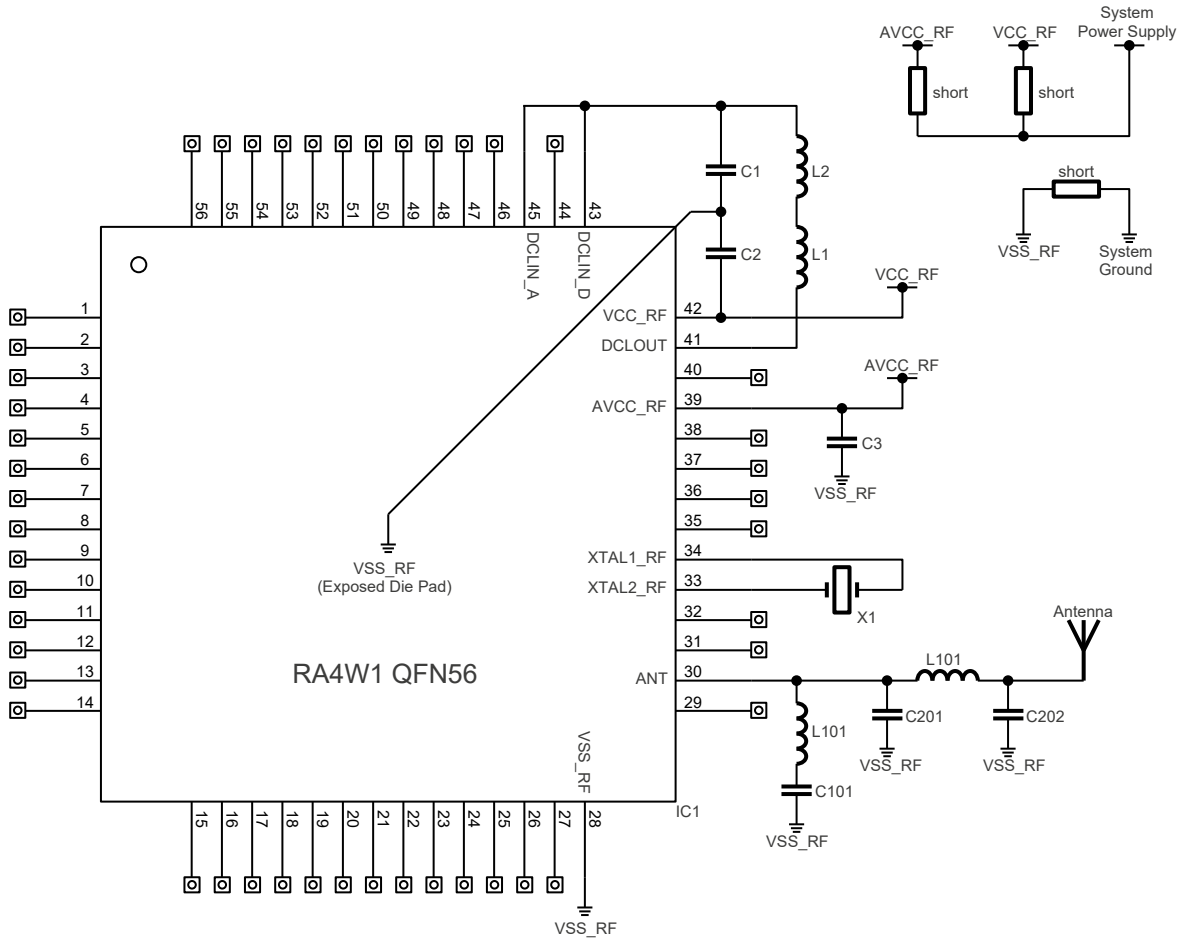 System
Power Supply
AVCC_RF
VCC_RF
short
short
short
VSS_RF
System
Ground
C1
L2
C2
L1
56
55
54
53
52
51
50
49
48
47
46
45
44
43
DCLIN_A
DCLIN_D
1
2
3
4
5
6
7
8
9
10
11
12
13
14
VCC_RF
42
VCC_RF
DCLOUT
41
40
AVCC_RF
AVCC_RF
39
38
C3
VSS_RF
37
36
35
XTAL1_RF
34
XTAL2_RF
33
X1
32
31
ANT
30
29
VSS_RF
(Exposed Die Pad)
RA4W1 QFN56
Antenna
L101
L101
C201
C202
VSS_RF
VSS_RF
C101
VSS_RF
VSS_RF
IC1
15
16
17
18
19
20
21
22
23
24
25
26
27
28
VSS_RF